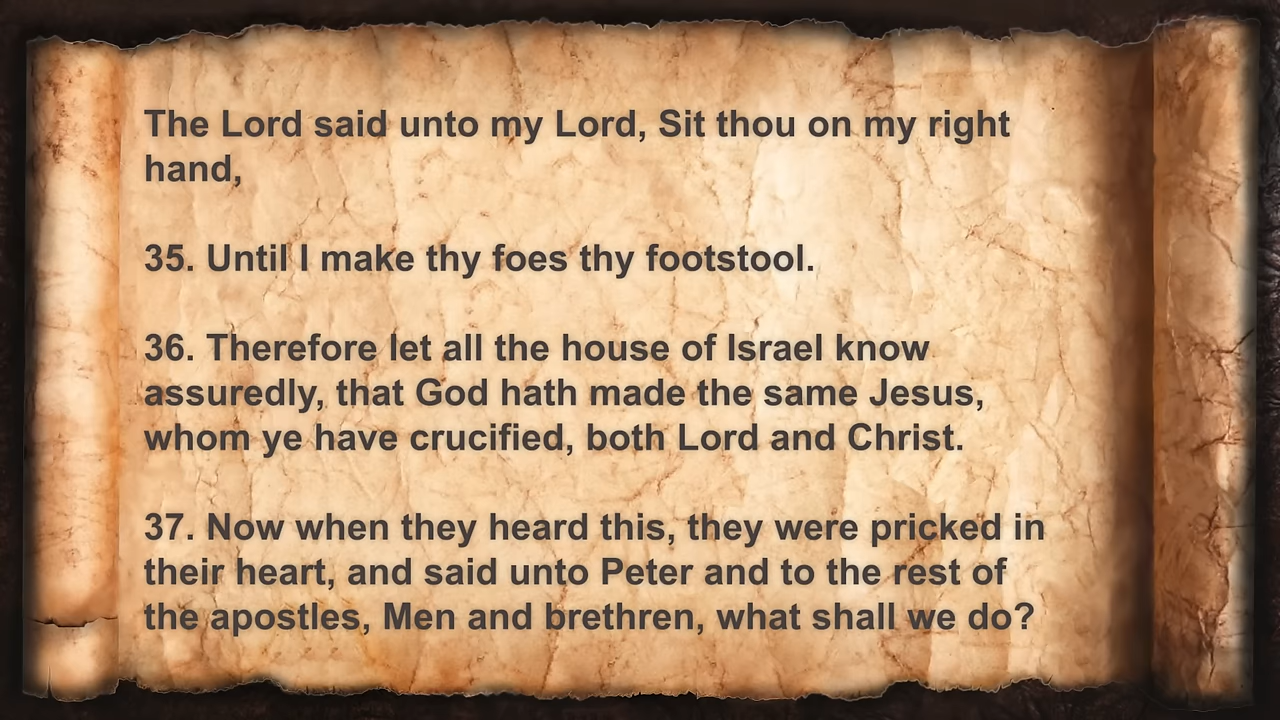 The Lord said unto my Lord, Sit thou on my right
hand,
35. Until I make thy foes thy footstool.
36. Therefore let all the house of Israel know
assuredly, that God hath made the same Jesus,
whom ye have crucified, both Lord and Christ.
37. Now when they heard this, they were pricked in
their heart, and said unto Peter and to the rest of
the apostles, Men and brethren, what shall we do?